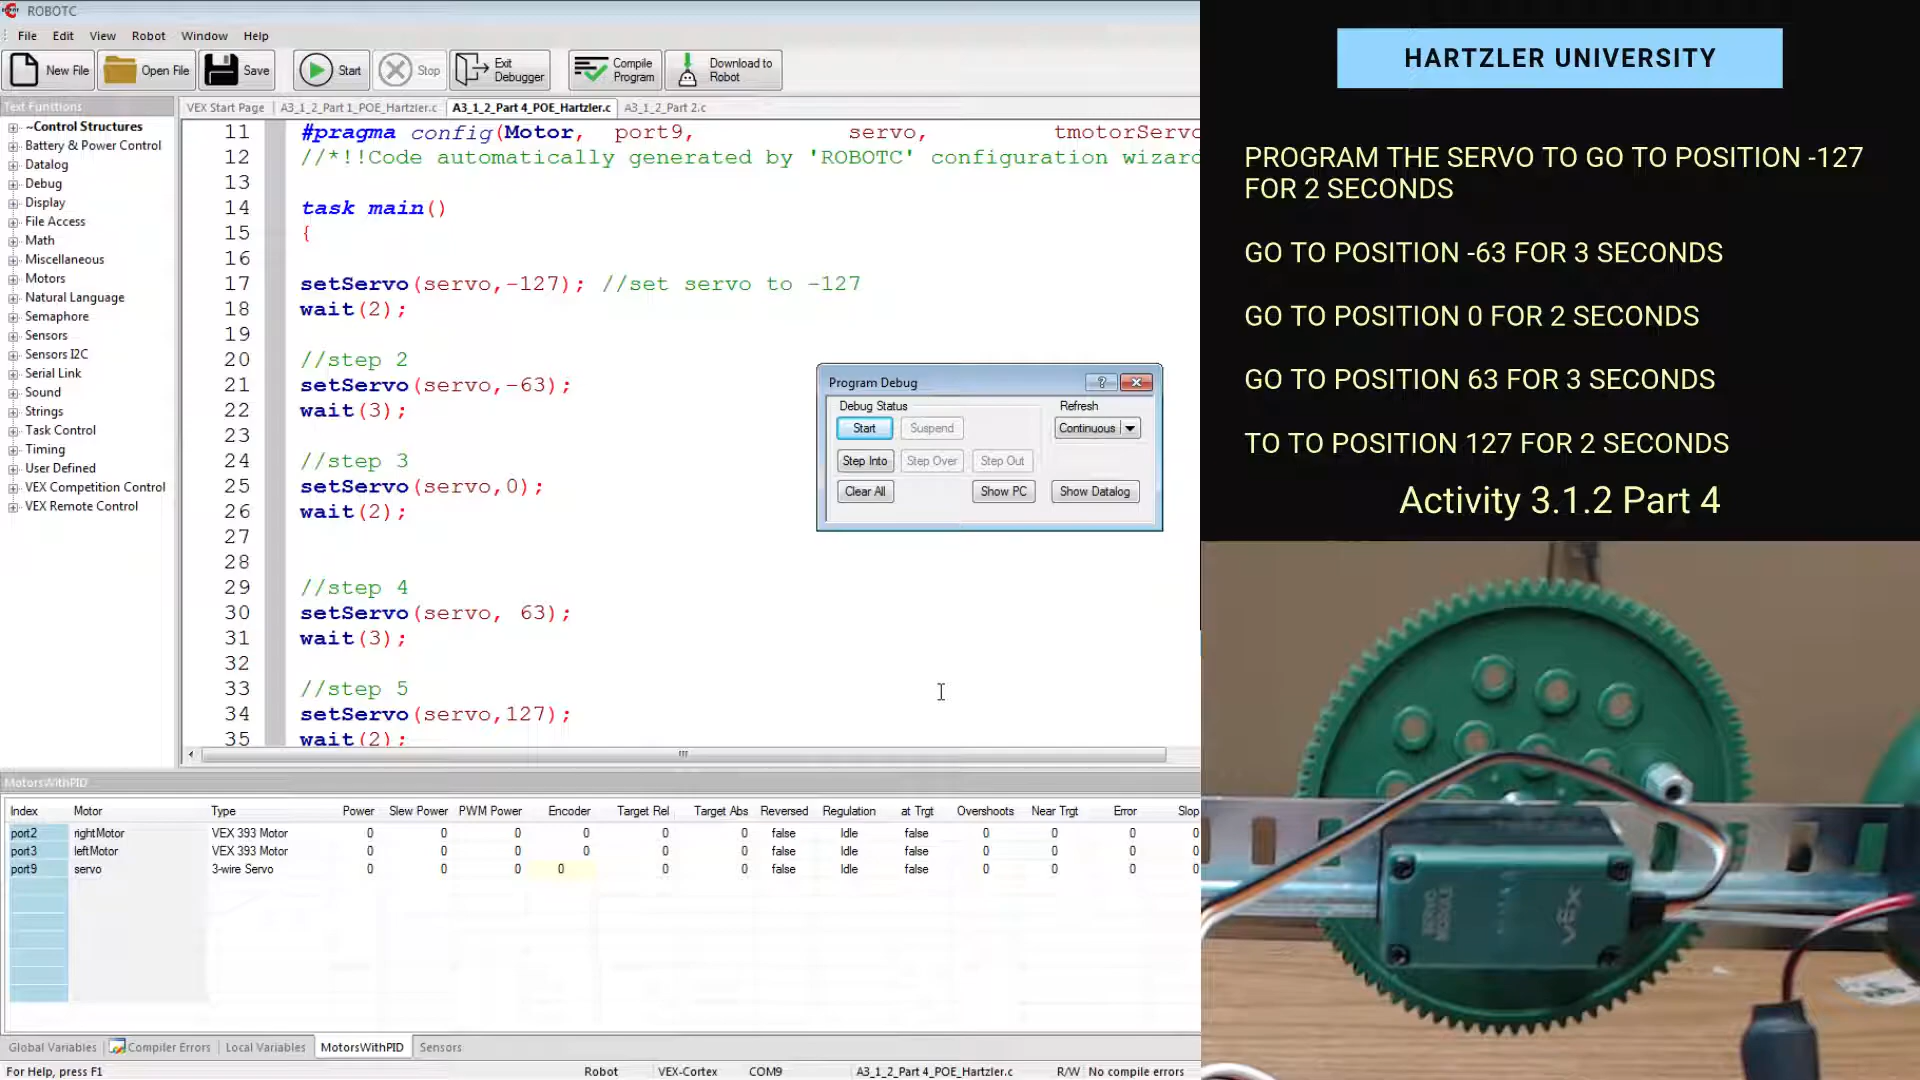 ROBOTC
File Edit View Robot Window Help
New File Open File Save Start Stop Exit Debugger Compile Program Download to Robot
Text Functions
VEX Start Page A3_1_2_Part 1_POE_Hartzler.c A3_1_2_Part 4_POE_Hartzler.c A3_1_2_Part 2.c
~Control Structures
Battery & Power Control
Datalog
Debug
Display
File Access
Math
Miscellaneous
Motors
Natural Language
Semaphore
Sensors
Sensors I2C
Serial Link
Sound
Strings
Task Control
Timing
User Defined
VEX Competition Control
VEX Remote Control
11 #pragma config(Motor, port9, servo, tmotorServo
12 //*!!Code automatically generated by 'ROBOTC' configuration wizard
13
14 task main()
15 {
16
17 setServo(servo,-127); //set servo to -127
18 wait(2);
19
20 //step 2
21 setServo(servo,-63);
22 wait(3);
23
24 //step 3
25 setServo(servo,0);
26 wait(2);
27
28
29 //step 4
30 setServo(servo, 63);
31 wait(3);
32
33 //step 5
34 setServo(servo,127);
35 wait(2);
Program Debug
Debug Status Refresh
Start Suspend Continuous
Step Into Step Over Step Out
Clear All Show PC Show Datalog
MotorsWithPID
Index Motor Type Power Slew Power PWM Power Encoder Target Rel Target Abs Reversed Regulation at Trgt Overshoots Near Trgt Error Slop
port2 rightMotor VEX 393 Motor 0 0 0 0 0 0 false Idle false 0 0 0 0
port3 leftMotor VEX 393 Motor 0 0 0 0 0 0 false Idle false 0 0 0 0
port9 servo 3-wire Servo 0 0 0 0 0 0 false Idle false 0 0 0 0
Global Variables Compiler Errors Local Variables MotorsWithPID Sensors
For Help, press F1 Robot VEX-Cortex COM9 A3_1_2_Part 4_POE_Hartzler.c R/W No compile errors
HARTZLER UNIVERSITY
PROGRAM THE SERVO TO GO TO POSITION -127
FOR 2 SECONDS
GO TO POSITION -63 FOR 3 SECONDS
GO TO POSITION 0 FOR 2 SECONDS
GO TO POSITION 63 FOR 3 SECONDS
TO TO POSITION 127 FOR 2 SECONDS
Activity 3.1.2 Part 4
SERVO
MODULE
VEX